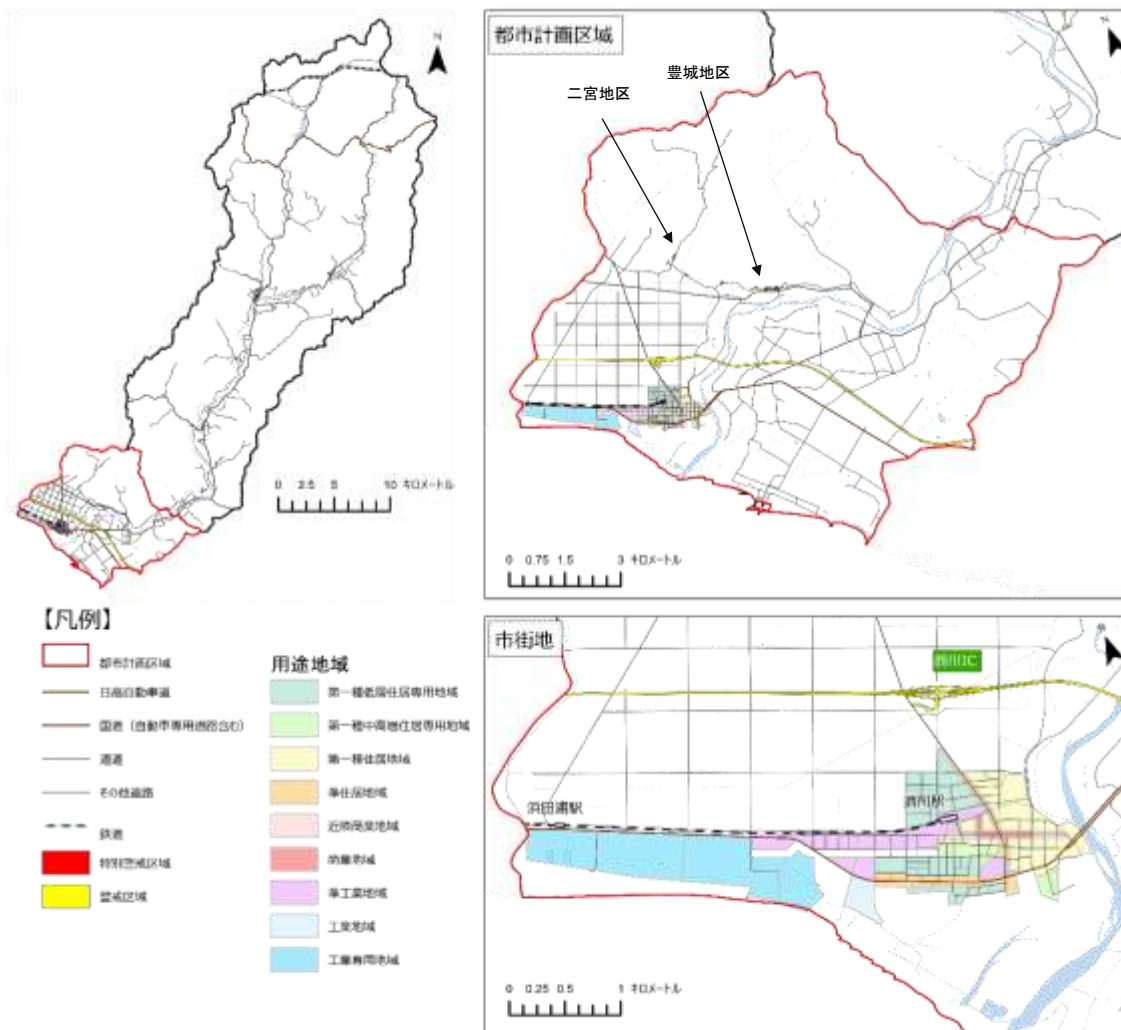 N
0 2.5 5 10 キロメートル
都市計画区域
N
二宮地区
豊城地区
0 0.75 1.5 3 キロメートル
【凡例】
都市計画区域
日高自動車道
国道（自動車専用道路含む）
道道
その他道路
鉄道
特別警戒区域
警戒区域
用途地域
第一種低層住居専用地域
第一種中高層住居専用地域
第一種住居地域
準住居地域
近隣商業地域
商業地域
準工業地域
工業地域
工業専用地域
市街地
鵡川IC
浜田浦駅
鵡川駅
0 0.25 0.5 1 キロメートル